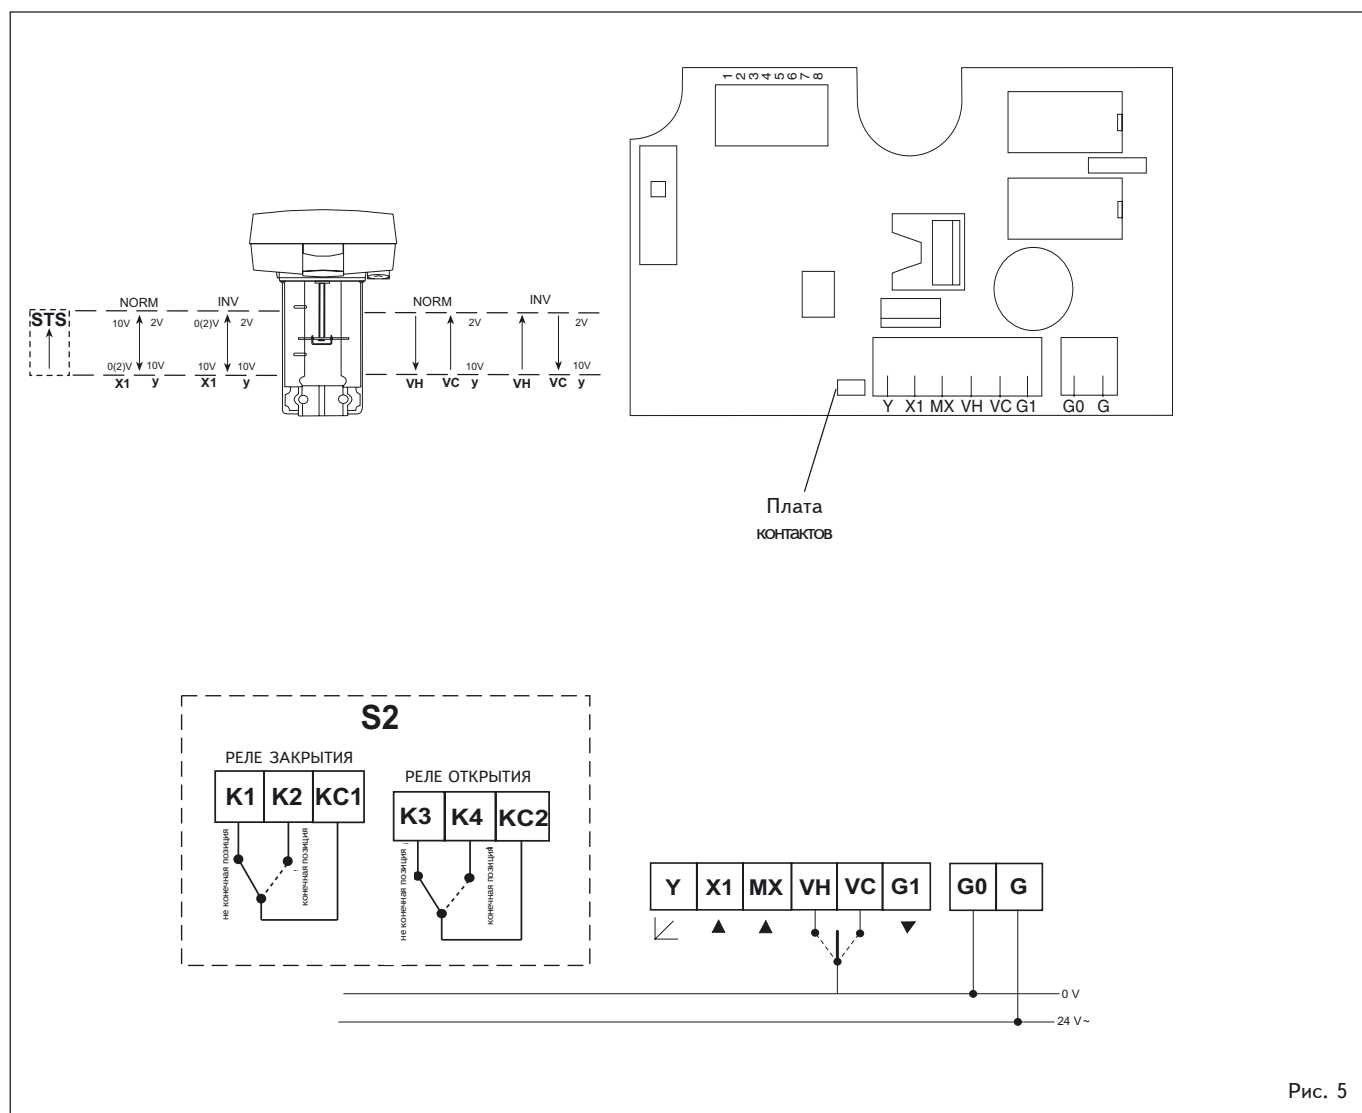 1 2 3 4 5 6 7 8
STS
NORM INV
10V 2V 0(2)V 2V
0(2)V 10V 10V 10V
X1 y X1 y
NORM INV
2V 2V
10V 10V
VH VC y VH VC y
Y X1 MX VH VC G1 G0 G
Плата
контактов
S2
РЕЛЕ ЗАКРЫТИЯ
K1 K2 KC1
не конечная позиция
конечная позиция
РЕЛЕ ОТКРЫТИЯ
K3 K4 KC2
не конечная позиция
конечная позиция
Y X1 MX VH VC G1 G0 G
0 V
24 V~
Рис. 5